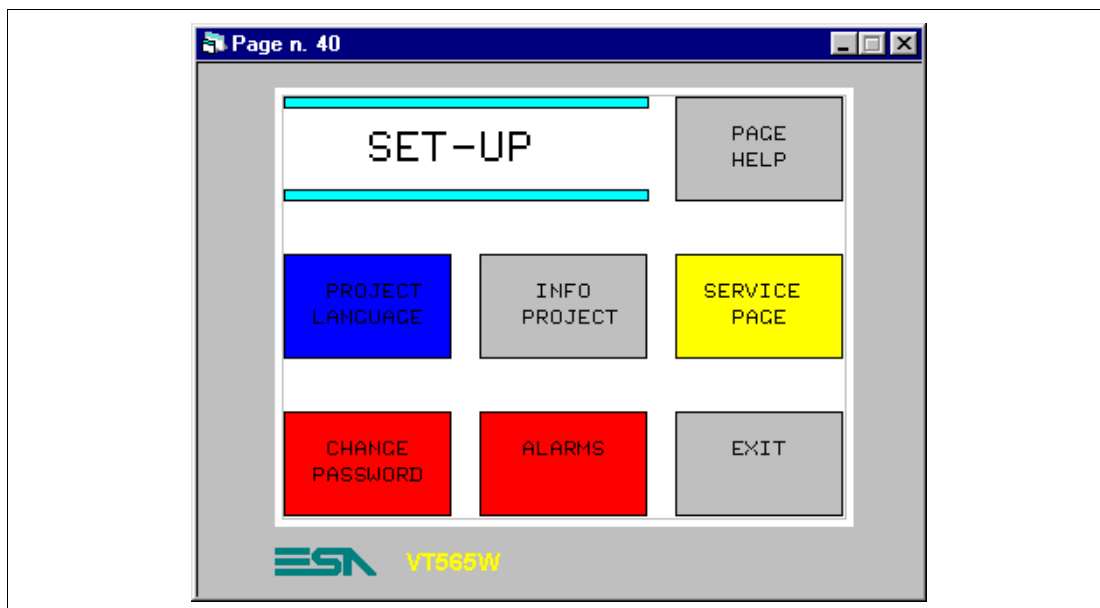 Page n. 40
SET-UP
PAGE
HELP
PROJECT
LANGUAGE
INFO
PROJECT
SERVICE
PAGE
CHANGE
PASSWORD
ALARMS
EXIT
ESA VT565W